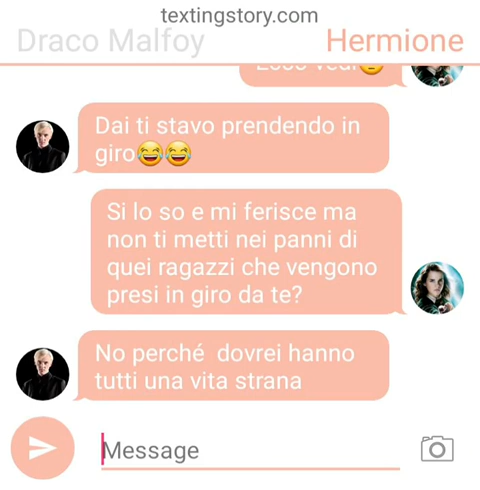 textingstory.com
Draco Malfoy
Hermione
Ecco vedi😔
Dai ti stavo prendendo in
giro😂😂
Si lo so e mi ferisce ma
non ti metti nei panni di
quei ragazzi che vengono
presi in giro da te?
No perché  dovrei hanno
tutti una vita strana
Message